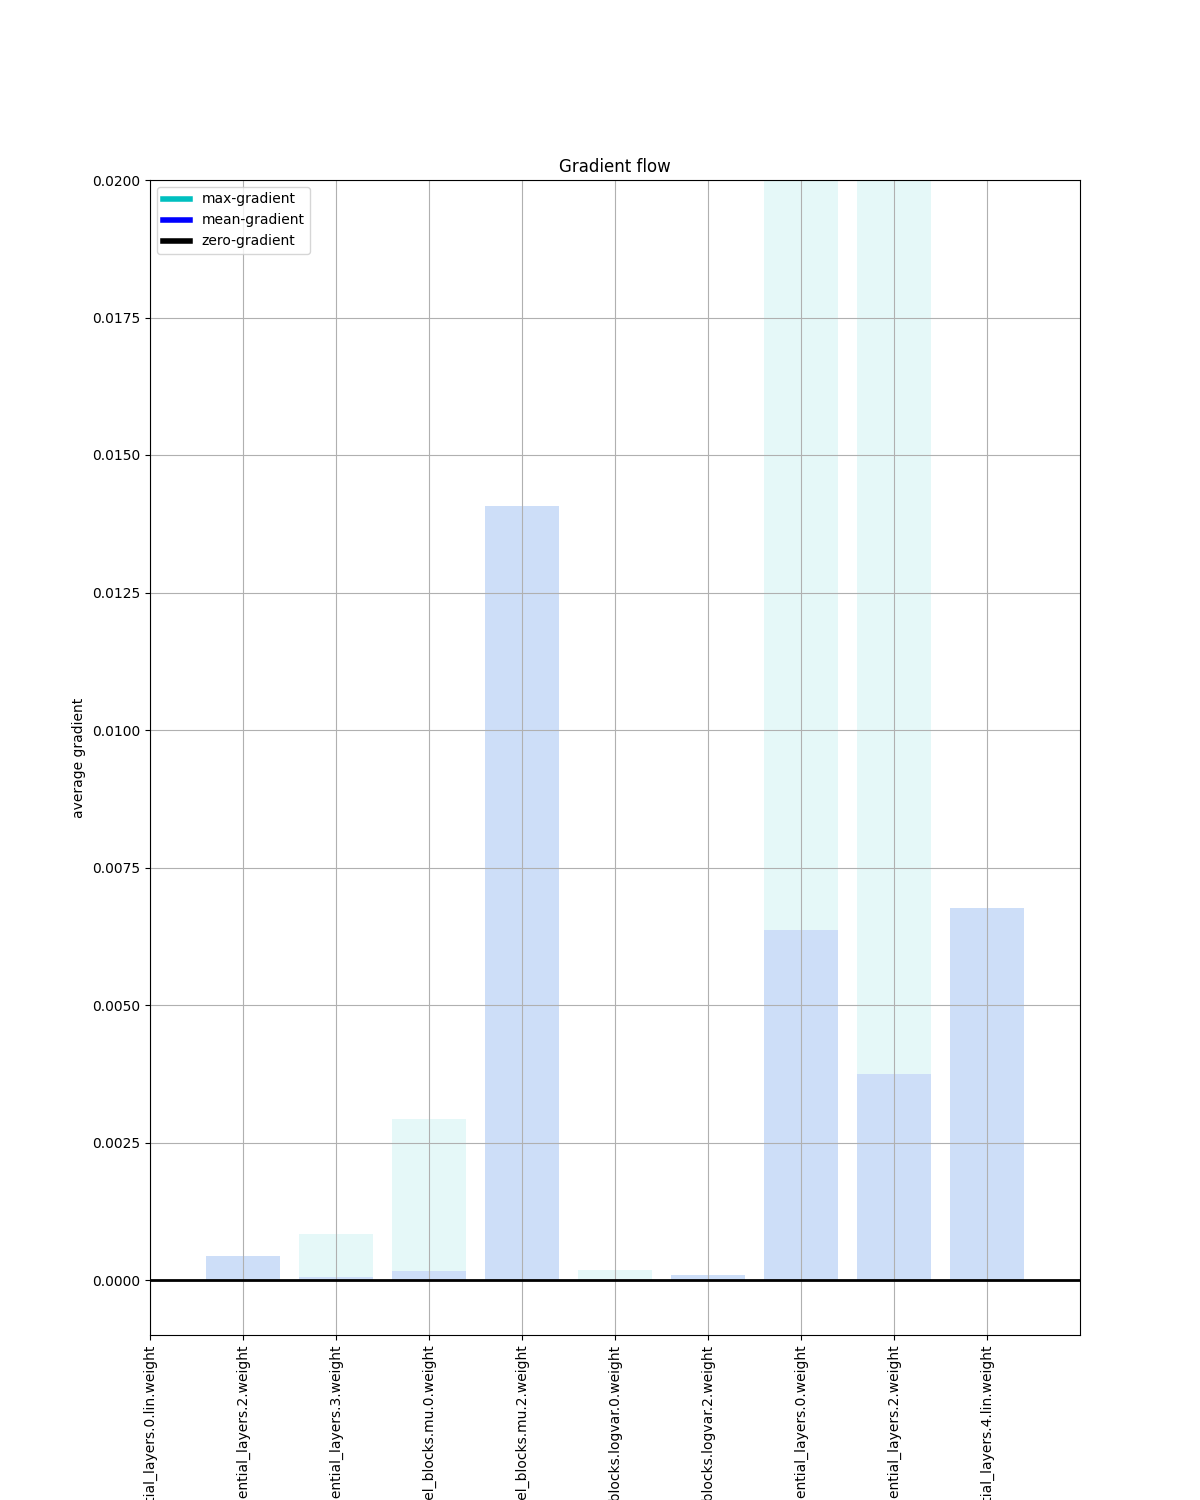 Gradient flow
max-gradient
mean-gradient
zero-gradient
0.0200
0.0175
0.0150
0.0125
0.0100
0.0075
0.0050
0.0025
0.0000
average gradient
tial_layers.0.lin.weight
ential_layers.2.weight
ential_layers.3.weight
el_blocks.mu.0.weight
el_blocks.mu.2.weight
blocks.logvar.0.weight
blocks.logvar.2.weight
ential_layers.0.weight
ential_layers.2.weight
tial_layers.4.lin.weight